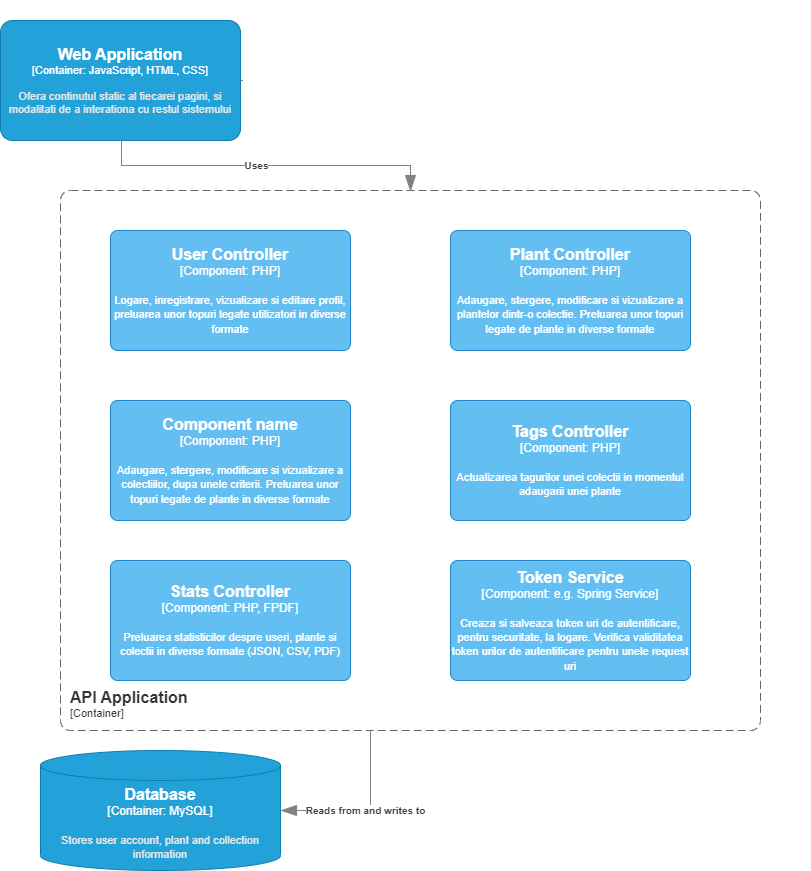 Web Application
[Container: JavaScript, HTML, CSS]
Ofera continutul static al fiecarei pagini, si
modalitati de a interationa cu restul sistemului
Uses
User Controller
[Component: PHP]
Logare, inregistrare, vizualizare si editare profil,
preluarea unor topuri legate utilizatori in diverse
formate
Plant Controller
[Component: PHP]
Adaugare, stergere, modificare si vizualizare a
plantelor dintr-o colectie. Preluarea unor topuri
legate de plante in diverse formate
Component name
[Component: PHP]
Adaugare, stergere, modificare si vizualizare a
colectiilor, dupa unele criterii. Preluarea unor
topuri legate de plante in diverse formate
Tags Controller
[Component: PHP]
Actualizarea tagurilor unei colectii in momentul
adaugarii unei plante
Stats Controller
[Component: PHP, FPDF]
Preluarea statisticilor despre useri, plante si
colectii in diverse formate (JSON, CSV, PDF)
Token Service
[Component: e.g. Spring Service]
Creaza si salveaza token uri de autentificare,
pentru securitate, la logare. Verifica validitatea
token urilor de autentificare pentru unele request
uri
API Application
[Container]
Database
[Container: MySQL]
Stores user account, plant and collection
information
Reads from and writes to